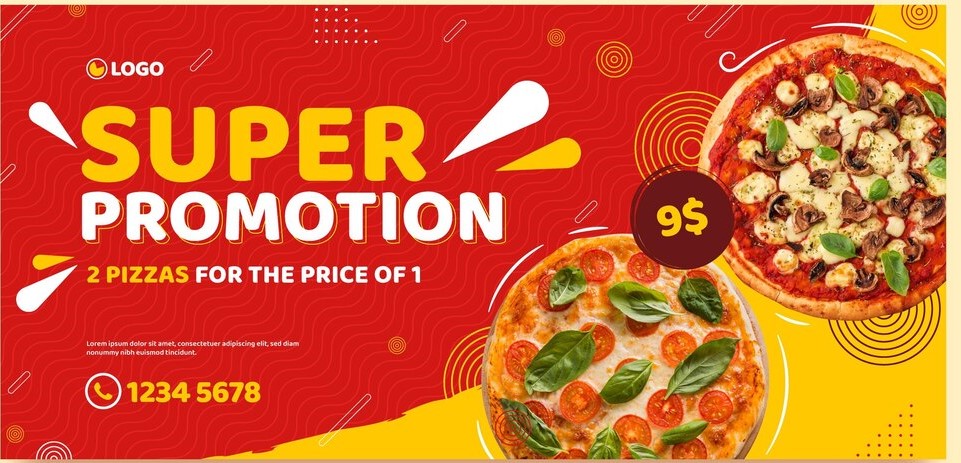 LOGO
SUPER
PROMOTION
2 PIZZAS FOR THE PRICE OF 1
9$
Lorem ipsum dolor sit amet, consectetuer adipiscing elit, sed diam
nonummy nibh euismod tincidunt.
1234 5678